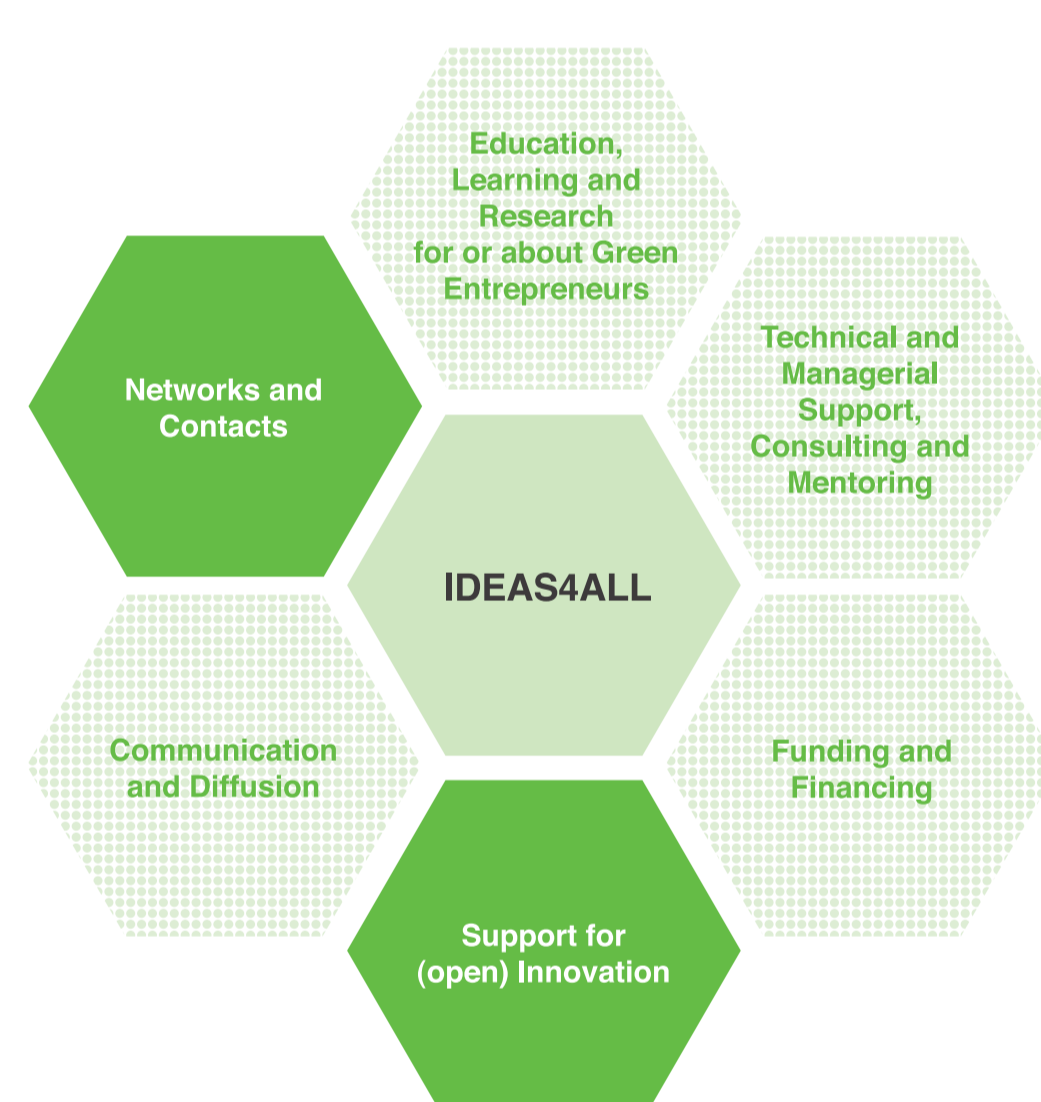 Education,
Learning and
Research
for or about Green
Entrepreneurs
Networks and
Contacts
Technical and
Managerial
Support,
Consulting and
Mentoring
IDEAS4ALL
Communication
and Diffusion
Funding and
Financing
Support for
(open) Innovation